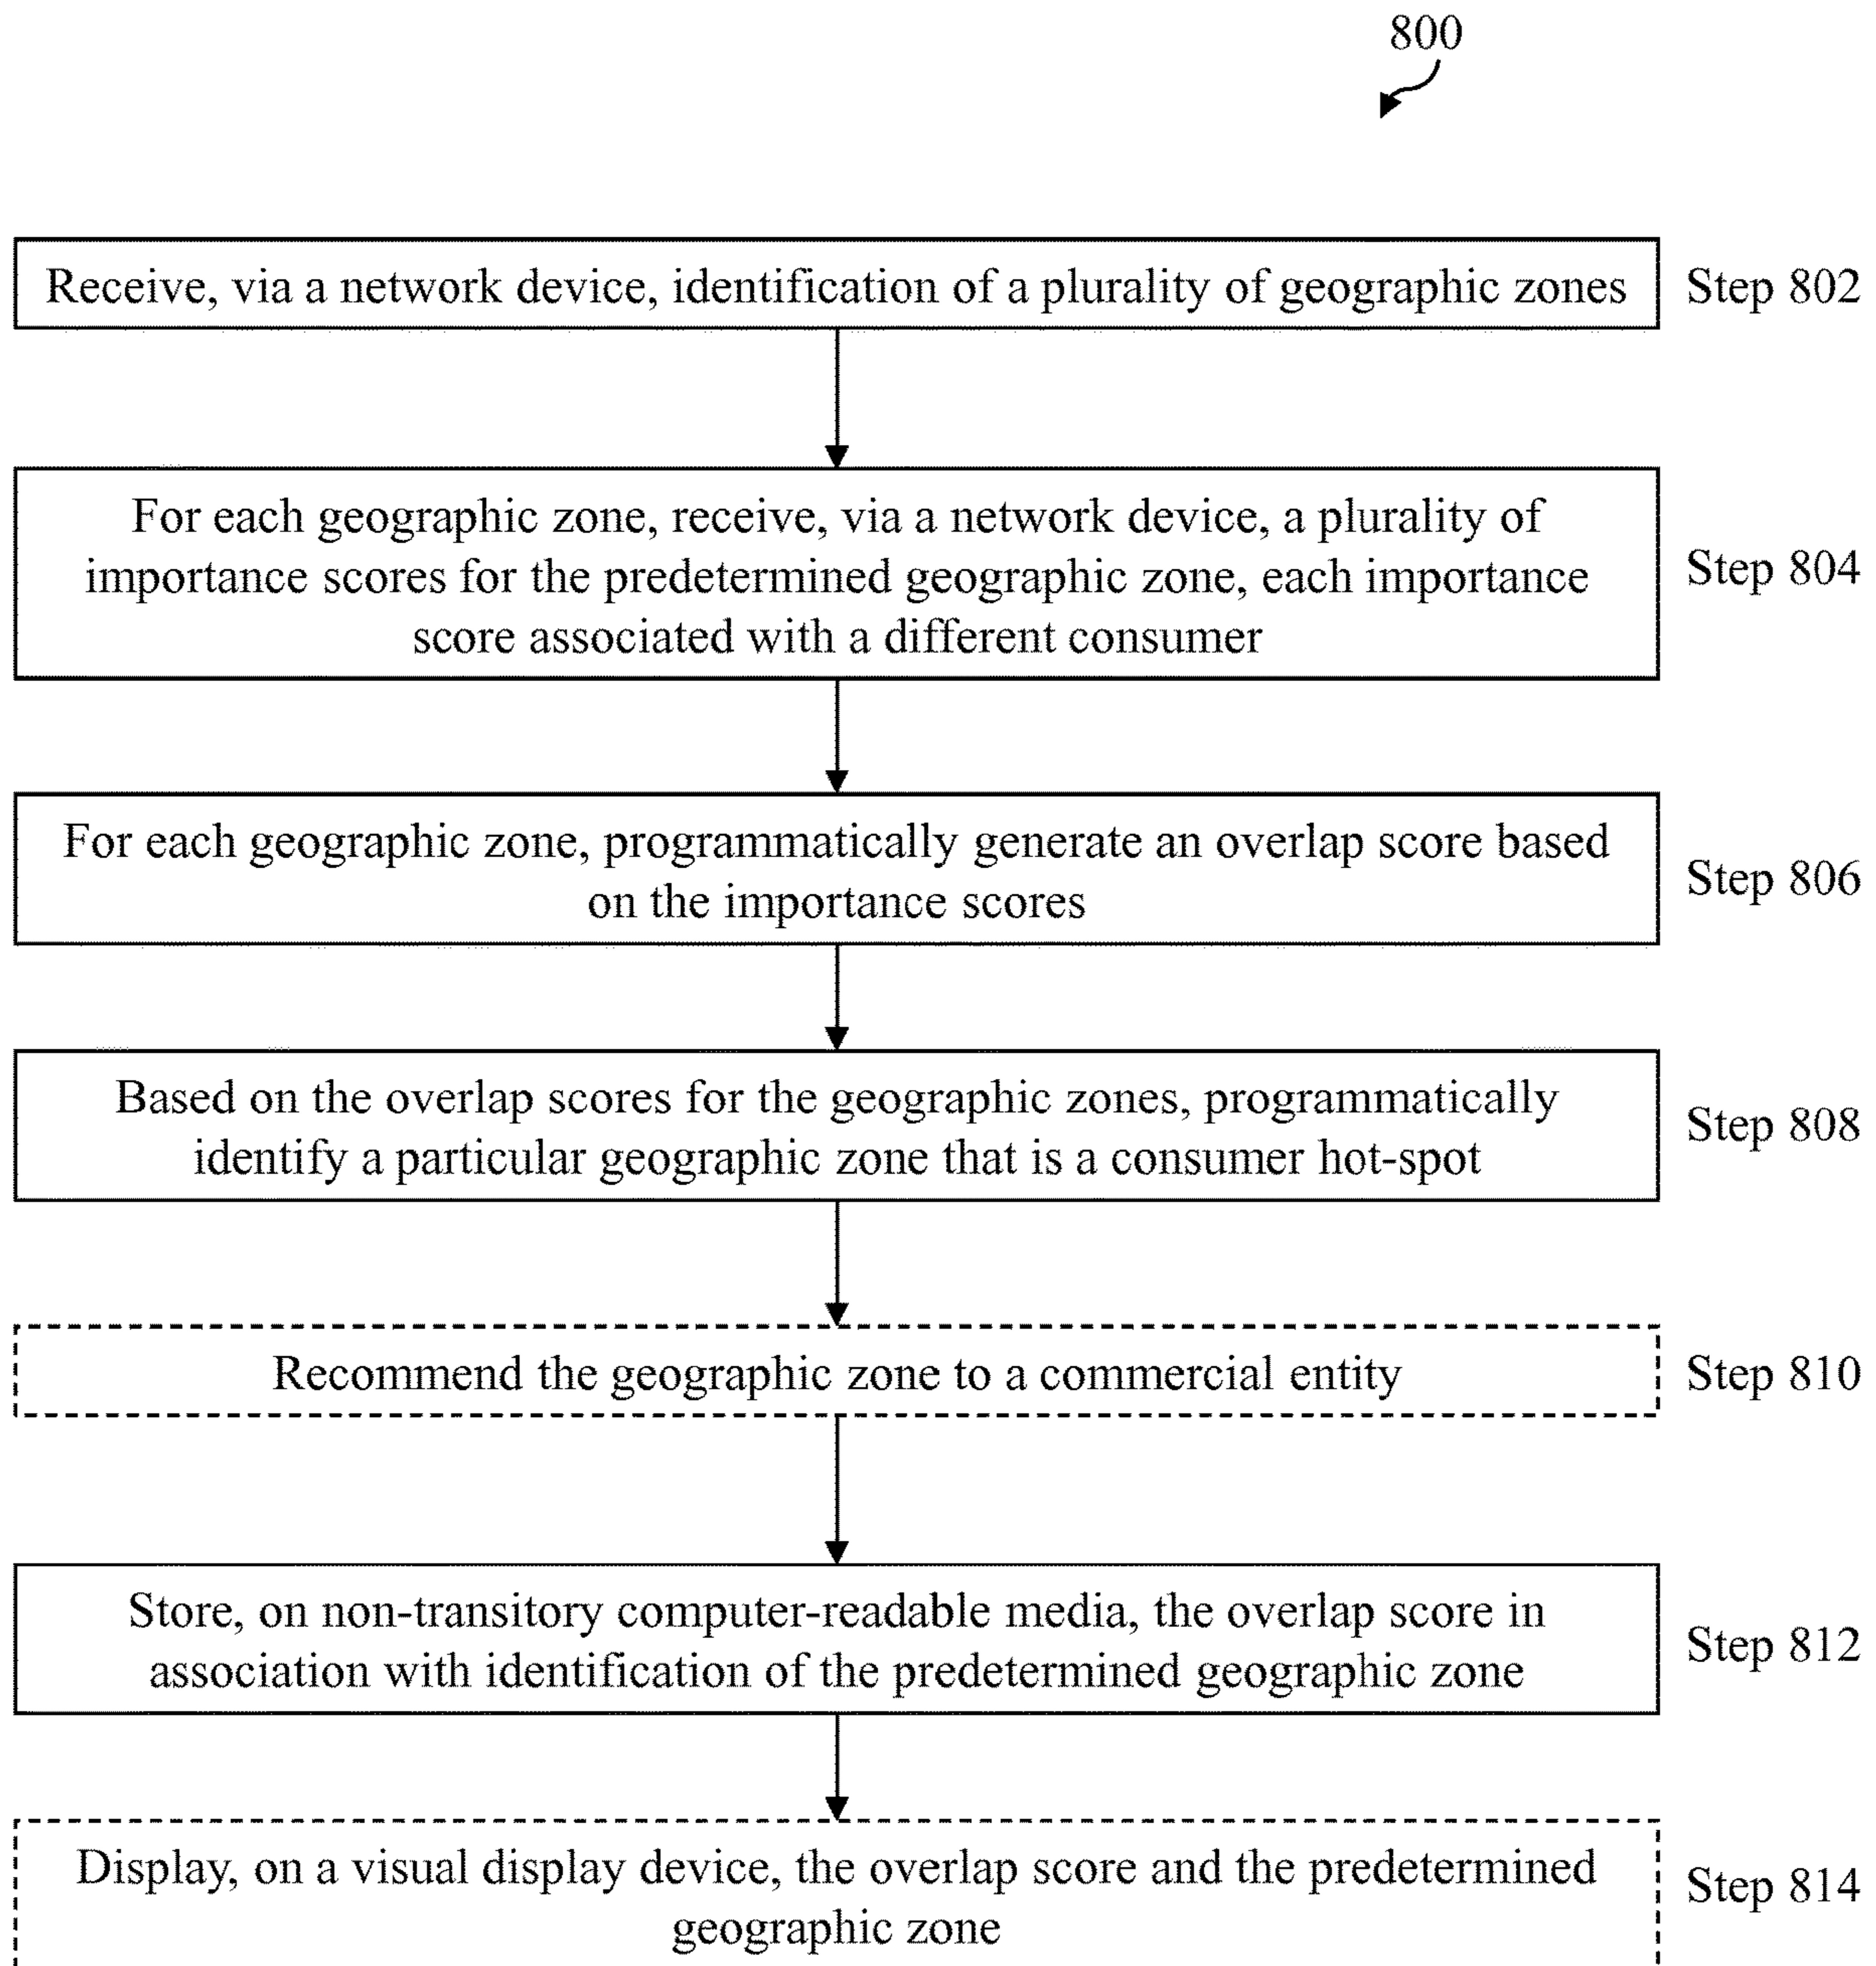 800
Receive, via a network device, identification of a plurality of geographic zones
Step 802
For each geographic zone, receive, via a network device, a plurality of
importance scores for the predetermined geographic zone, each importance
score associated with a different consumer
Step 804
For each geographic zone, programmatically generate an overlap score based
on the importance scores
Step 806
Based on the overlap scores for the geographic zones, programmatically
identify a particular geographic zone that is a consumer hot-spot
Step 808
Recommend the geographic zone to a commercial entity
Step 810
Store, on non-transitory computer-readable media, the overlap score in
association with identification of the predetermined geographic zone
Step 812
Display, on a visual display device, the overlap score and the predetermined
geographic zone
Step 814